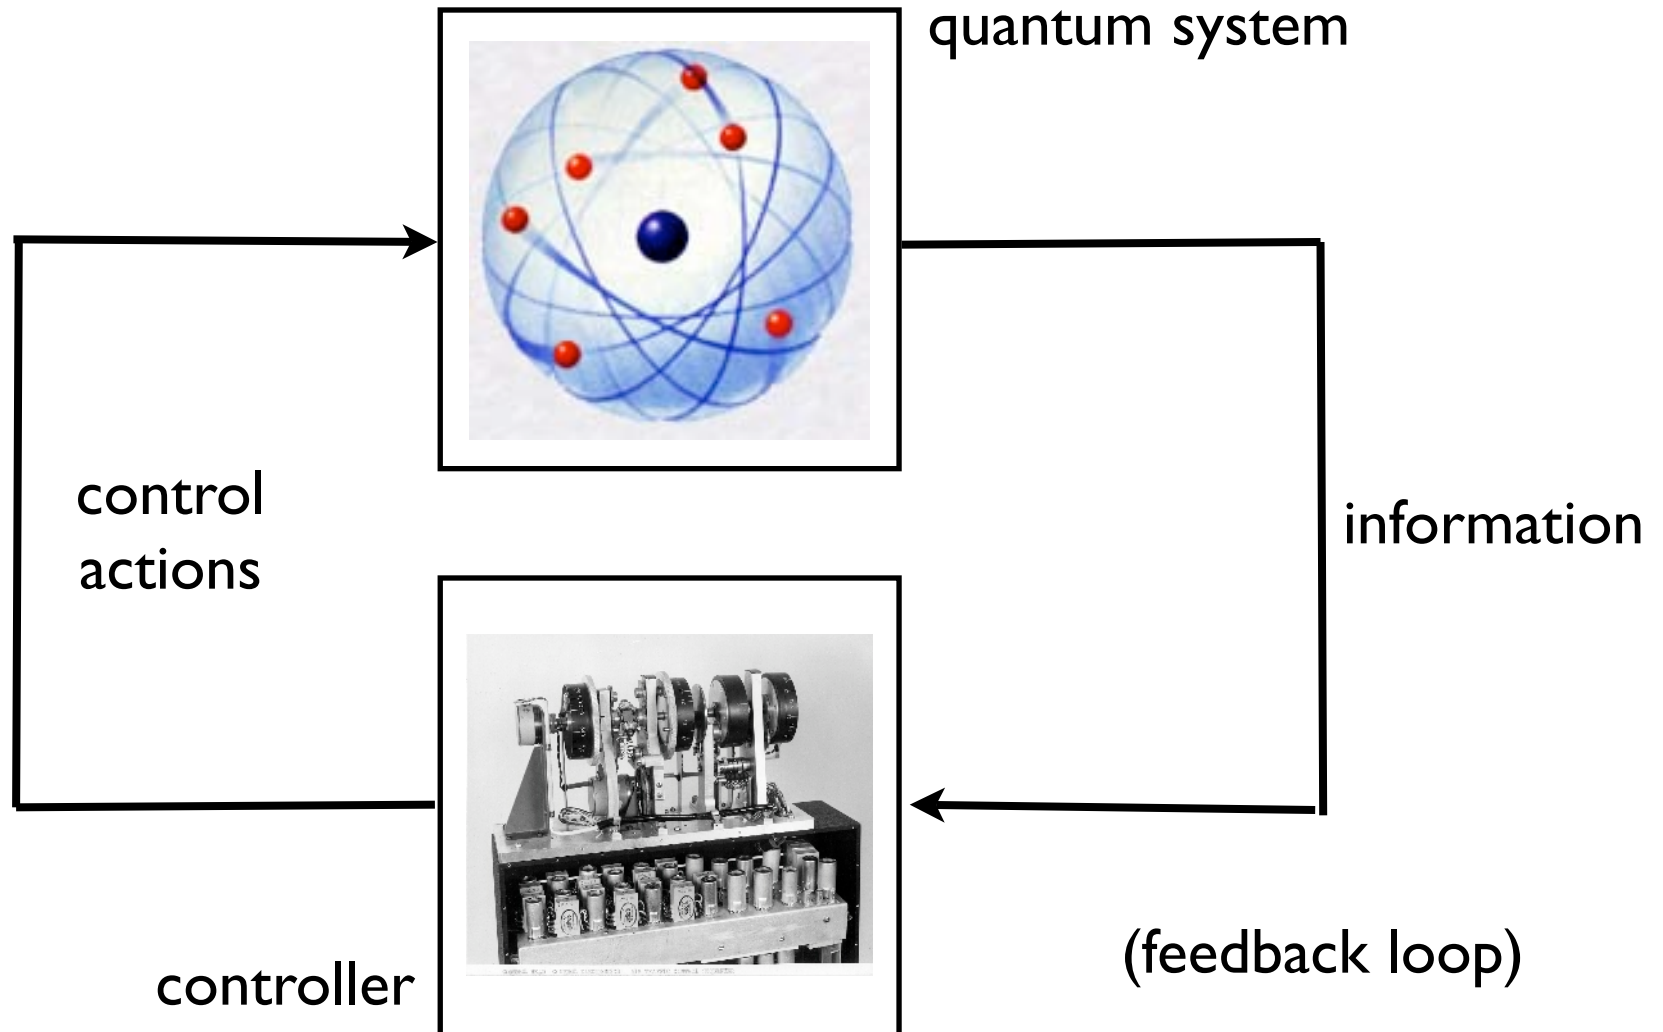 quantum system
control
actions
information
(feedback loop)
controller